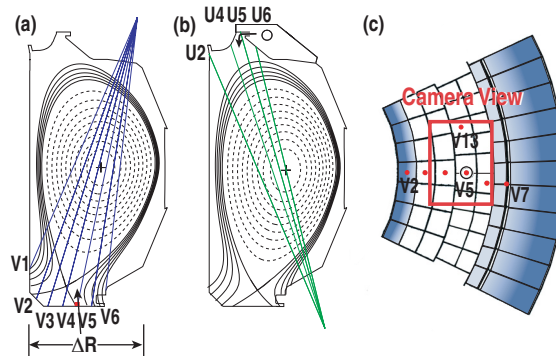 (a)
V1
V2
V3 V4 V5 V6
ΔR
(b)
U4 U5 U6
U2
(c)
Camera View
V13
V2 V5 V7